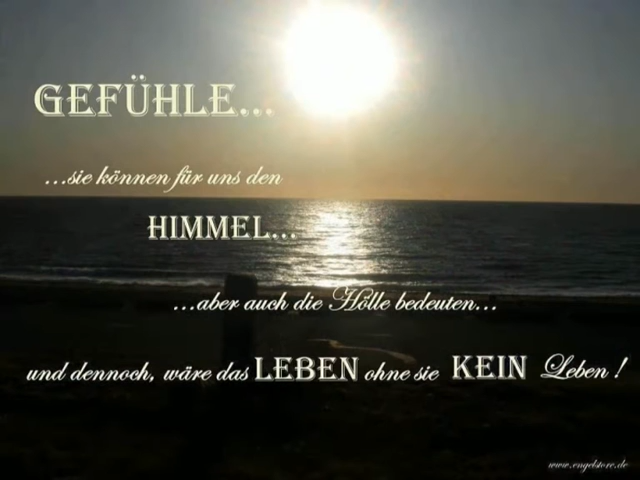 GEFÜHLE...
...sie können für uns den
HIMMEL...
...aber auch die Hölle bedeuten...
und dennoch, wäre das LEBEN ohne sie KEIN Leben !
www.engelstore.de